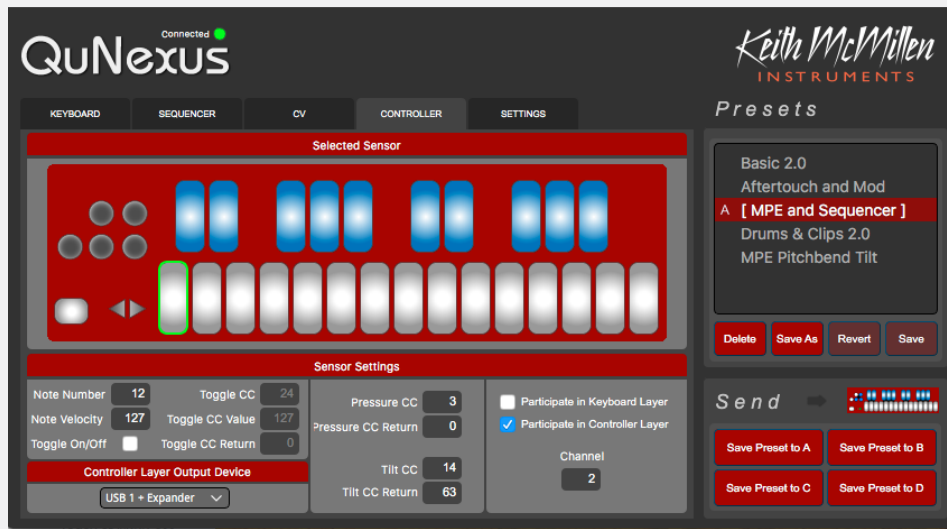 Connected
QuNexus
Keith McMillen
INSTRUMENTS
KEYBOARD SEQUENCER CV CONTROLLER SETTINGS
Presets
Selected Sensor
Basic 2.0
Aftertouch and Mod
A [ MPE and Sequencer ]
Drums & Clips 2.0
MPE Pitchbend Tilt
Delete Save As Revert Save
Sensor Settings
Note Number 12 Toggle CC 24
Note Velocity 127 Toggle CC Value 127
Toggle On/Off Toggle CC Return 0
Pressure CC 3
Pressure CC Return 0
Tilt CC 14
Tilt CC Return 63
Participate in Keyboard Layer
Participate in Controller Layer
Channel
2
Controller Layer Output Device
USB 1 + Expander
Send
Save Preset to A Save Preset to B
Save Preset to C Save Preset to D